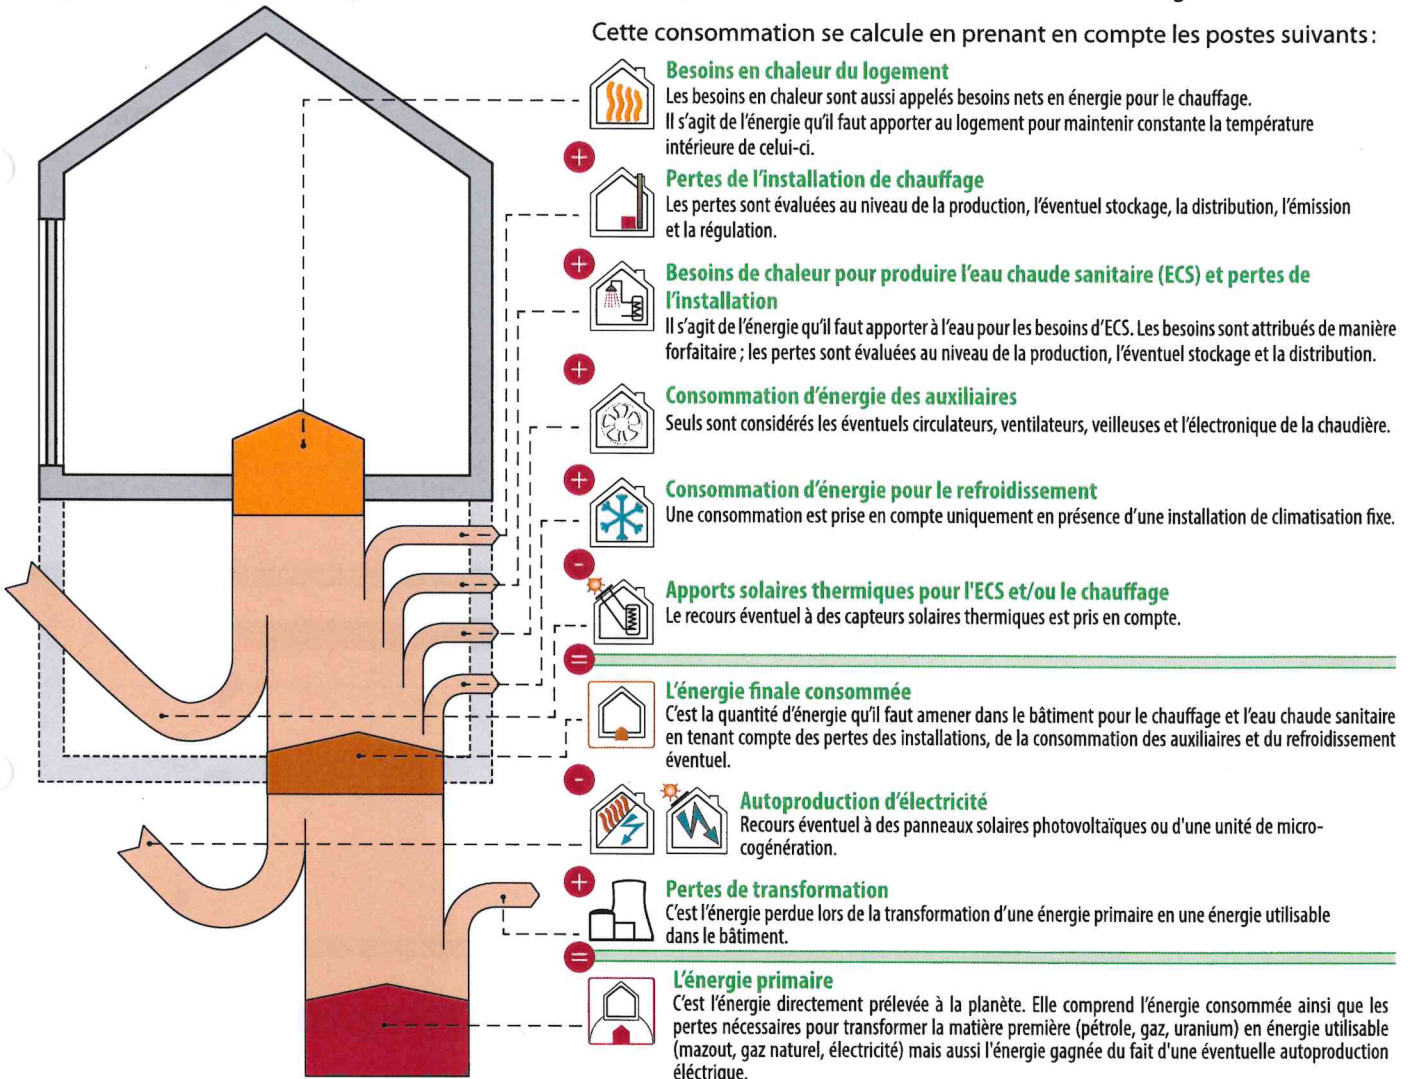 Cette consommation se calcule en prenant en compte les postes suivants :
Besoins en chaleur du logement
Les besoins en chaleur sont aussi appelés besoins nets en énergie pour le chauffage.
Il s'agit de l'énergie qu'il faut apporter au logement pour maintenir constante la température
intérieure de celui-ci.
+
Pertes de l'installation de chauffage
Les pertes sont évaluées au niveau de la production, l'éventuel stockage, la distribution, l'émission
et la régulation.
+
Besoins de chaleur pour produire l'eau chaude sanitaire (ECS) et pertes de
l'installation
Il s'agit de l'énergie qu'il faut apporter à l'eau pour les besoins d'ECS. Les besoins sont attribués de manière
forfaitaire ; les pertes sont évaluées au niveau de la production, l'éventuel stockage et la distribution.
+
Consommation d'énergie des auxiliaires
Seuls sont considérés les éventuels circulateurs, ventilateurs, veilleuses et l'électronique de la chaudière.
+
Consommation d'énergie pour le refroidissement
Une consommation est prise en compte uniquement en présence d'une installation de climatisation fixe.
-
Apports solaires thermiques pour l'ECS et/ou le chauffage
Le recours éventuel à des capteurs solaires thermiques est pris en compte.
=
L'énergie finale consommée
C'est la quantité d'énergie qu'il faut amener dans le bâtiment pour le chauffage et l'eau chaude sanitaire
en tenant compte des pertes des installations, de la consommation des auxiliaires et du refroidissement
éventuel.
-
Autoproduction d'électricité
Recours éventuel à des panneaux solaires photovoltaïques ou d'une unité de micro-
cogénération.
+
Pertes de transformation
C'est l'énergie perdue lors de la transformation d'une énergie primaire en une énergie utilisable
dans le bâtiment.
=
L'énergie primaire
C'est l'énergie directement prélevée à la planète. Elle comprend l'énergie consommée ainsi que les
pertes nécessaires pour transformer la matière première (pétrole, gaz, uranium) en énergie utilisable
(mazout, gaz naturel, électricité) mais aussi l'énergie gagnée du fait d'une éventuelle autoproduction
éléctrique.